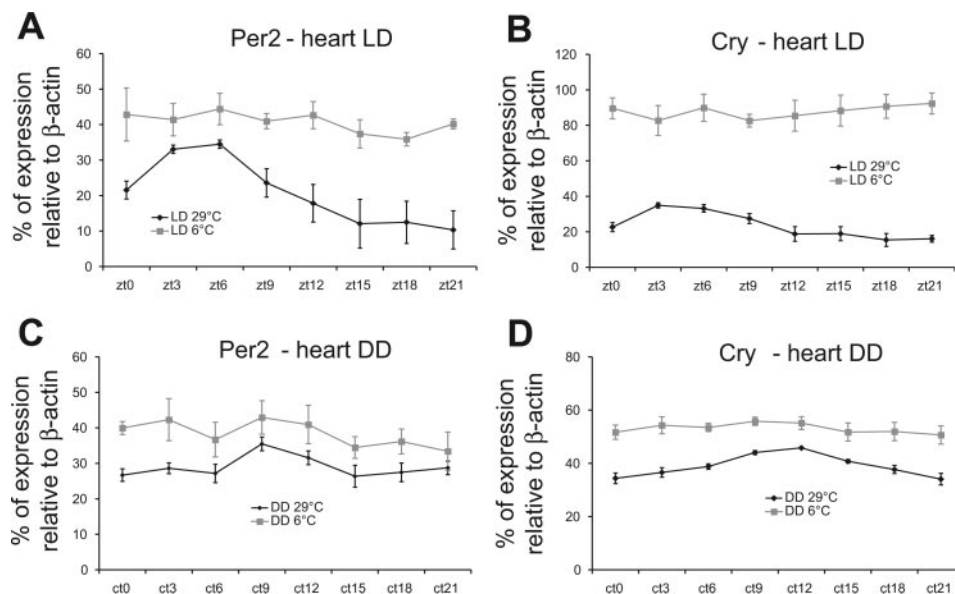 A
Per2 - heart LD
% of expression
relative to β-actin
60
50
40
30
20
10
0
LD 29°C
LD 6°C
zt0 zt3 zt6 zt9 zt12 zt15 zt18 zt21
B
Cry - heart LD
% of expression
relative to β-actin
120
100
80
60
40
20
0
LD 29°C
LD 6°C
zt0 zt3 zt6 zt9 zt12 zt15 zt18 zt21
C
Per2 - heart DD
% of expression
relative to β-actin
60
50
40
30
20
10
0
DD 29°C
DD 6°C
ct0 ct3 ct6 ct9 ct12 ct15 ct18 ct21
D
Cry - heart DD
% of expression
relative to β-actin
80
60
40
20
0
DD 29°C
DD 6°C
ct0 ct3 ct6 ct9 ct12 ct15 ct18 ct21